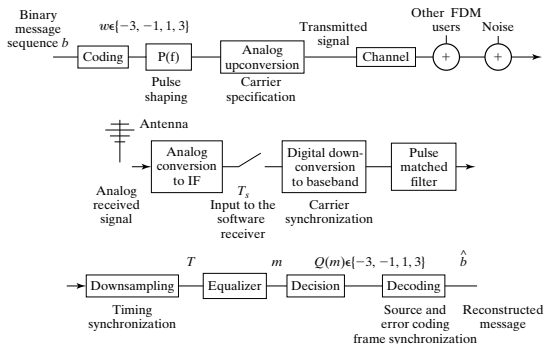 Binary
message
sequence b
wϵ{−3, −1, 1, 3}
Coding
P(f)
Pulse
shaping
Analog
upconversion
Carrier
specification
Transmitted
signal
Channel
Other FDM
users
+
Noise
+
Antenna
Analog
received
signal
Analog
conversion
to IF
Ts
Input to the
software
receiver
Digital down-
conversion
to baseband
Carrier
synchronization
Pulse
matched
filter
Downsampling
Timing
synchronization
T
Equalizer
m
Decision
Q(m)ϵ{−3, −1, 1, 3}
Decoding
Source and
error coding
frame synchronization
b̂
Reconstructed
message